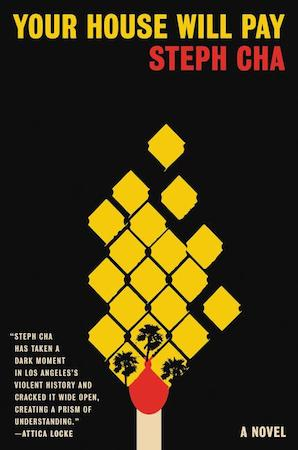 YOUR HOUSE WILL PAY
STEPH CHA
“STEPH CHA
HAS TAKEN A
DARK MOMENT
IN LOS ANGELES’S
VIOLENT HISTORY AND
CRACKED IT WIDE OPEN,
CREATING A PRISM OF
UNDERSTANDING.”
—ATTICA LOCKE
A NOVEL